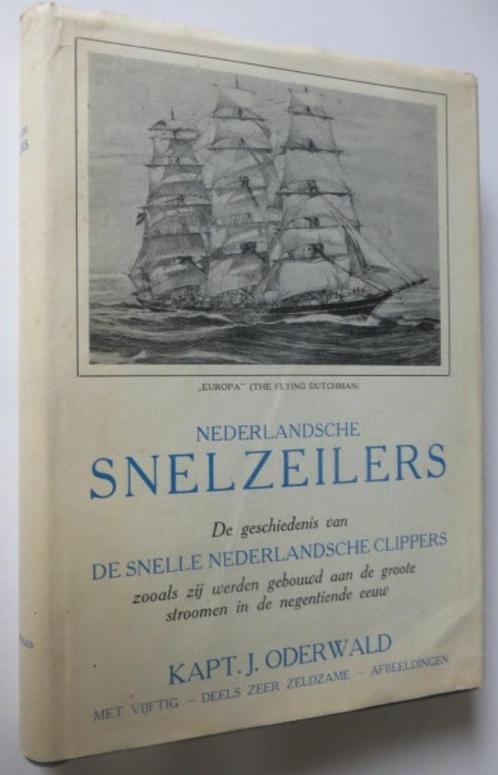 „EUROPA" (THE FLYING DUTCHMAN)
NEDERLANDSCHE
SNELZEILERS
De geschiedenis van
DE SNELLE NEDERLANDSCHE CLIPPERS
zooals zij werden gebouwd aan de groote
stroomen in de negentiende eeuw
KAPT. J. ODERWALD
MET VIJFTIG – DEELS ZEER ZELDZAME – AFBEELDINGEN